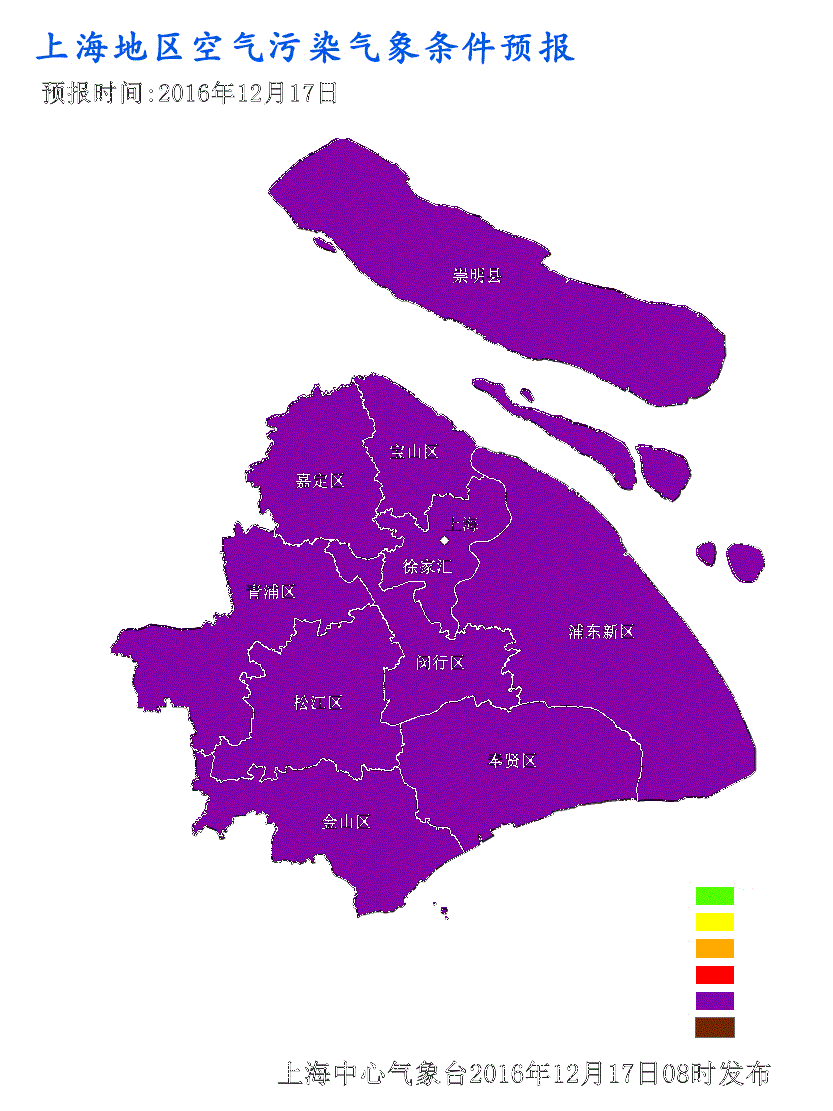 上海地区空气污染气象条件预报
预报时间:2016年12月17日
崇明县
宝山区
嘉定区
上海
徐家汇
青浦区
浦东新区
闵行区
松江区
奉贤区
金山区
上海中心气象台2016年12月17日08时发布